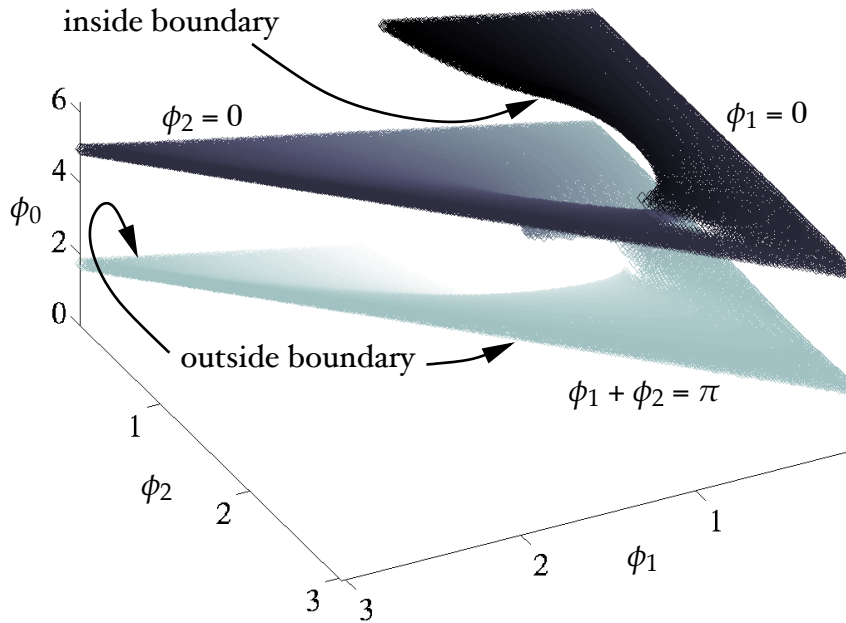 inside boundary
ϕ₂ = 0
ϕ₁ = 0
6
4
ϕ₀
2
0
outside boundary
ϕ₁ + ϕ₂ = π
1
ϕ₂
2
3
3
2
ϕ₁
1